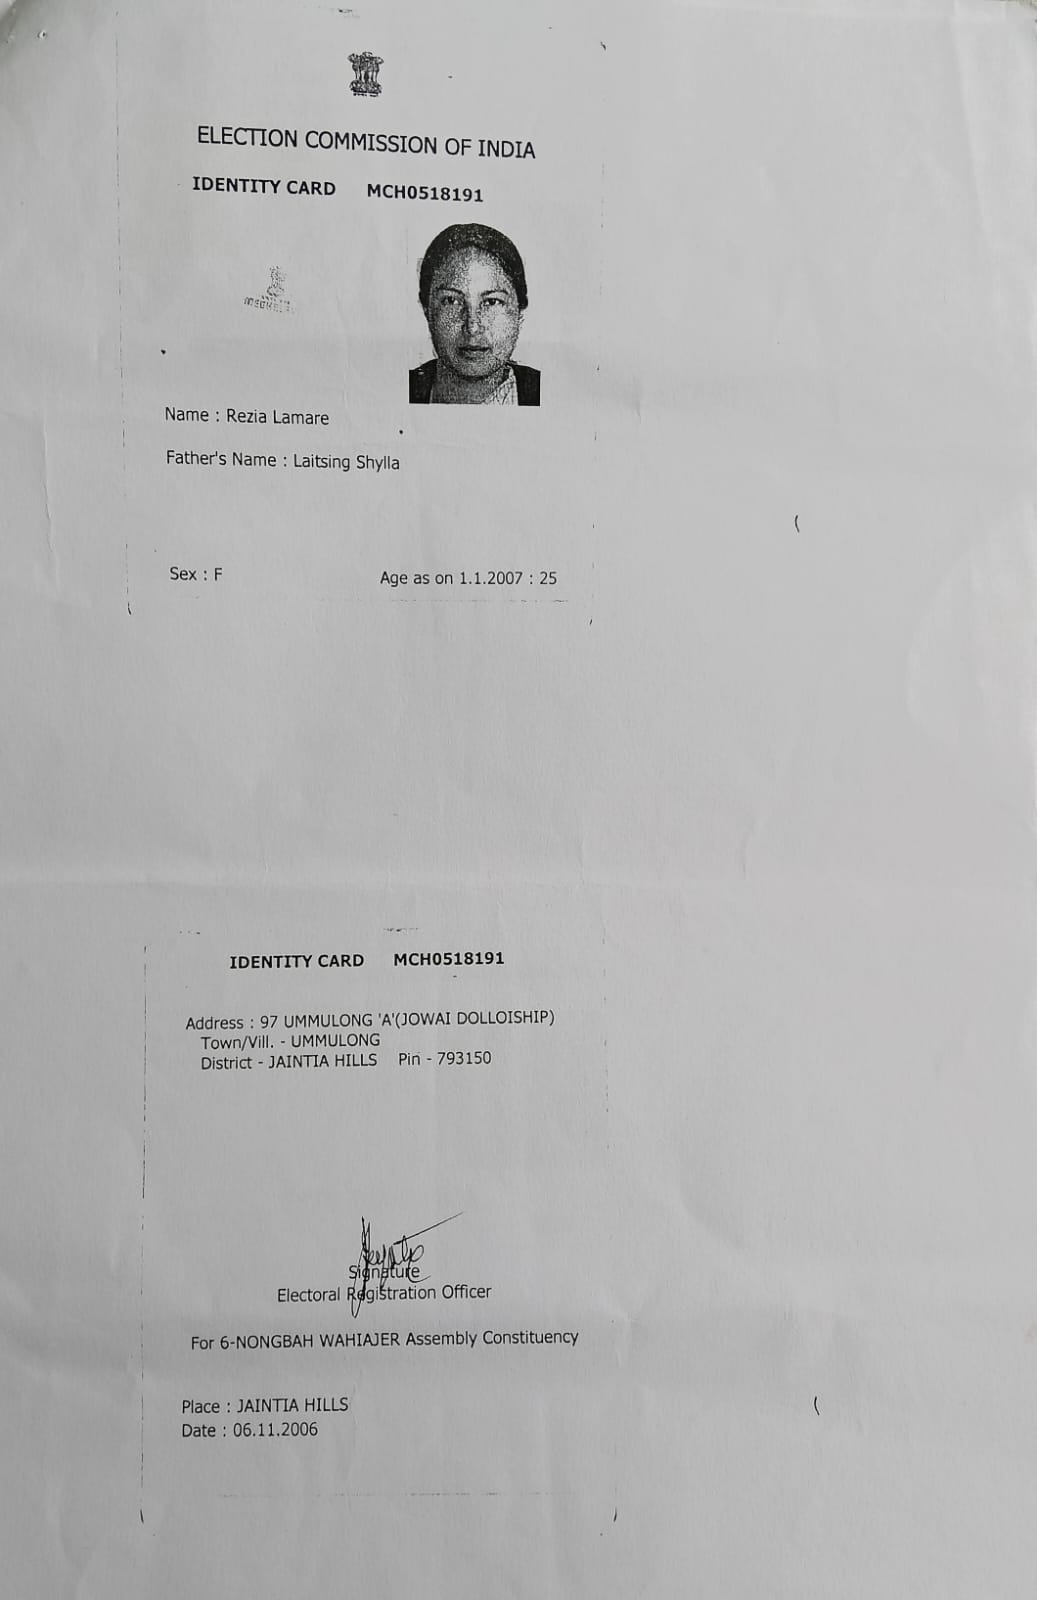 ELECTION COMMISSION OF INDIA
IDENTITY CARD MCH0518191
Name : Rezia Lamare
Father's Name : Laitsing Shylla
Sex : F Age as on 1.1.2007 : 25
IDENTITY CARD MCH0518191
Address : 97 UMMULONG 'A'(JOWAI DOLLOISHIP)
Town/Vill. - UMMULONG
District - JAINTIA HILLS Pin - 793150
Signature
Electoral Registration Officer
For 6-NONGBAH WAHIAJER Assembly Constituency
Place : JAINTIA HILLS
Date : 06.11.2006